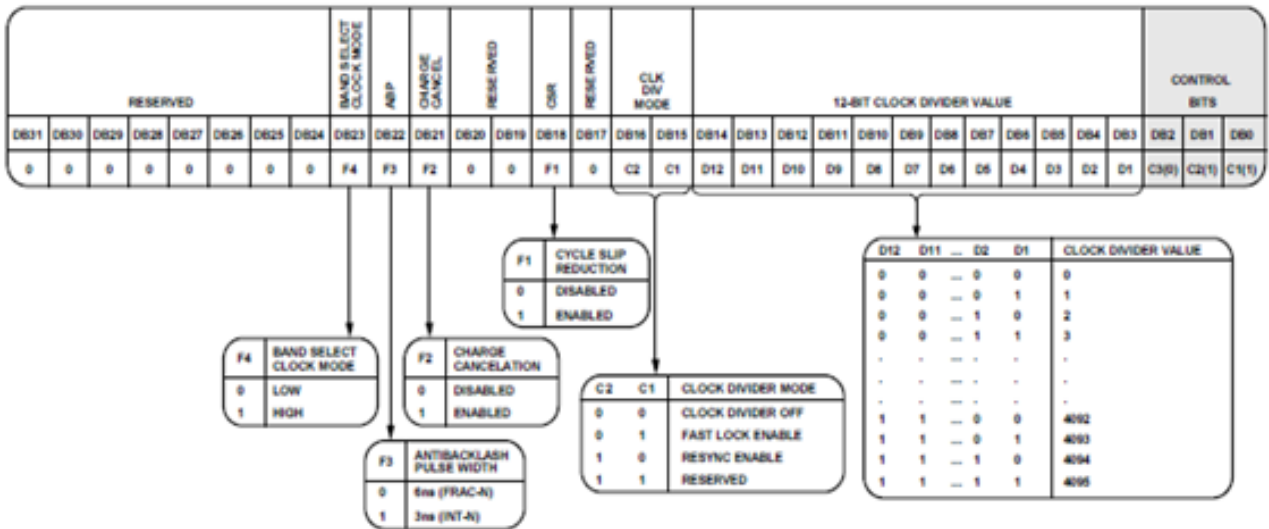 RESERVED
BAND SELECT
CLOCK MODE
ABP
CHARGE
CANCEL
RESERVED
CSR
RESERVED
CLK
DIV
MODE
12-BIT CLOCK DIVIDER VALUE
CONTROL
BITS
DB31 DB30 DB29 DB28 DB27 DB26 DB25 DB24 DB23 DB22 DB21 DB20 DB19 DB18 DB17 DB16 DB15 DB14 DB13 DB12 DB11 DB10 DB9 DB8 DB7 DB6 DB5 DB4 DB3 DB2 DB1 DB0
0 0 0 0 0 0 0 0 F4 F3 F2 0 0 F1 0 C2 C1 D12 D11 D10 D9 D8 D7 D6 D5 D4 D3 D2 D1 C3(0) C2(1) C1(1)
F1 CYCLE SLIP
REDUCTION
0 DISABLED
1 ENABLED
D12 D11 ... D2 D1 CLOCK DIVIDER VALUE
0 0 ... 0 0 0
0 0 ... 0 1 1
0 0 ... 1 0 2
0 0 ... 1 1 3
. . ... . . .
. . ... . . .
. . ... . . .
1 1 ... 0 0 4092
1 1 ... 0 1 4093
1 1 ... 1 0 4094
1 1 ... 1 1 4095
F4 BAND SELECT
CLOCK MODE
0 LOW
1 HIGH
F2 CHARGE
CANCELATION
0 DISABLED
1 ENABLED
C2 C1 CLOCK DIVIDER MODE
0 0 CLOCK DIVIDER OFF
0 1 FAST LOCK ENABLE
1 0 RESYNC ENABLE
1 1 RESERVED
F3 ANTIBACKLASH
PULSE WIDTH
0 6ns (FRAC-N)
1 3ns (INT-N)